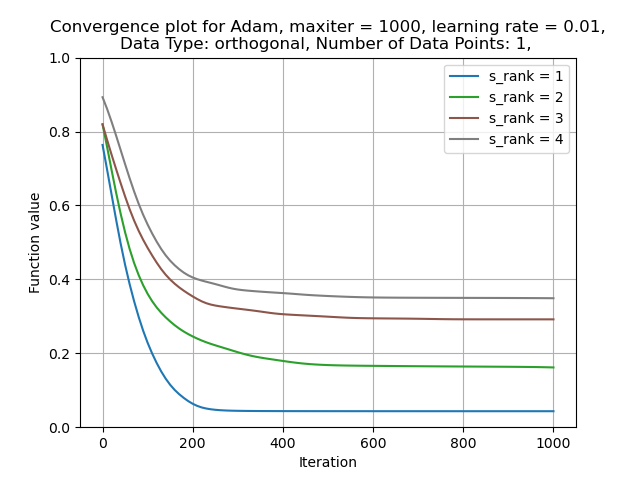 Convergence plot for Adam, maxiter = 1000, learning rate = 0.01,
Data Type: orthogonal, Number of Data Points: 1,
1.0
0.8
0.6
0.4
0.2
0.0
Function value
s_rank = 1
s_rank = 2
s_rank = 3
s_rank = 4
0 200 400 600 800 1000
Iteration